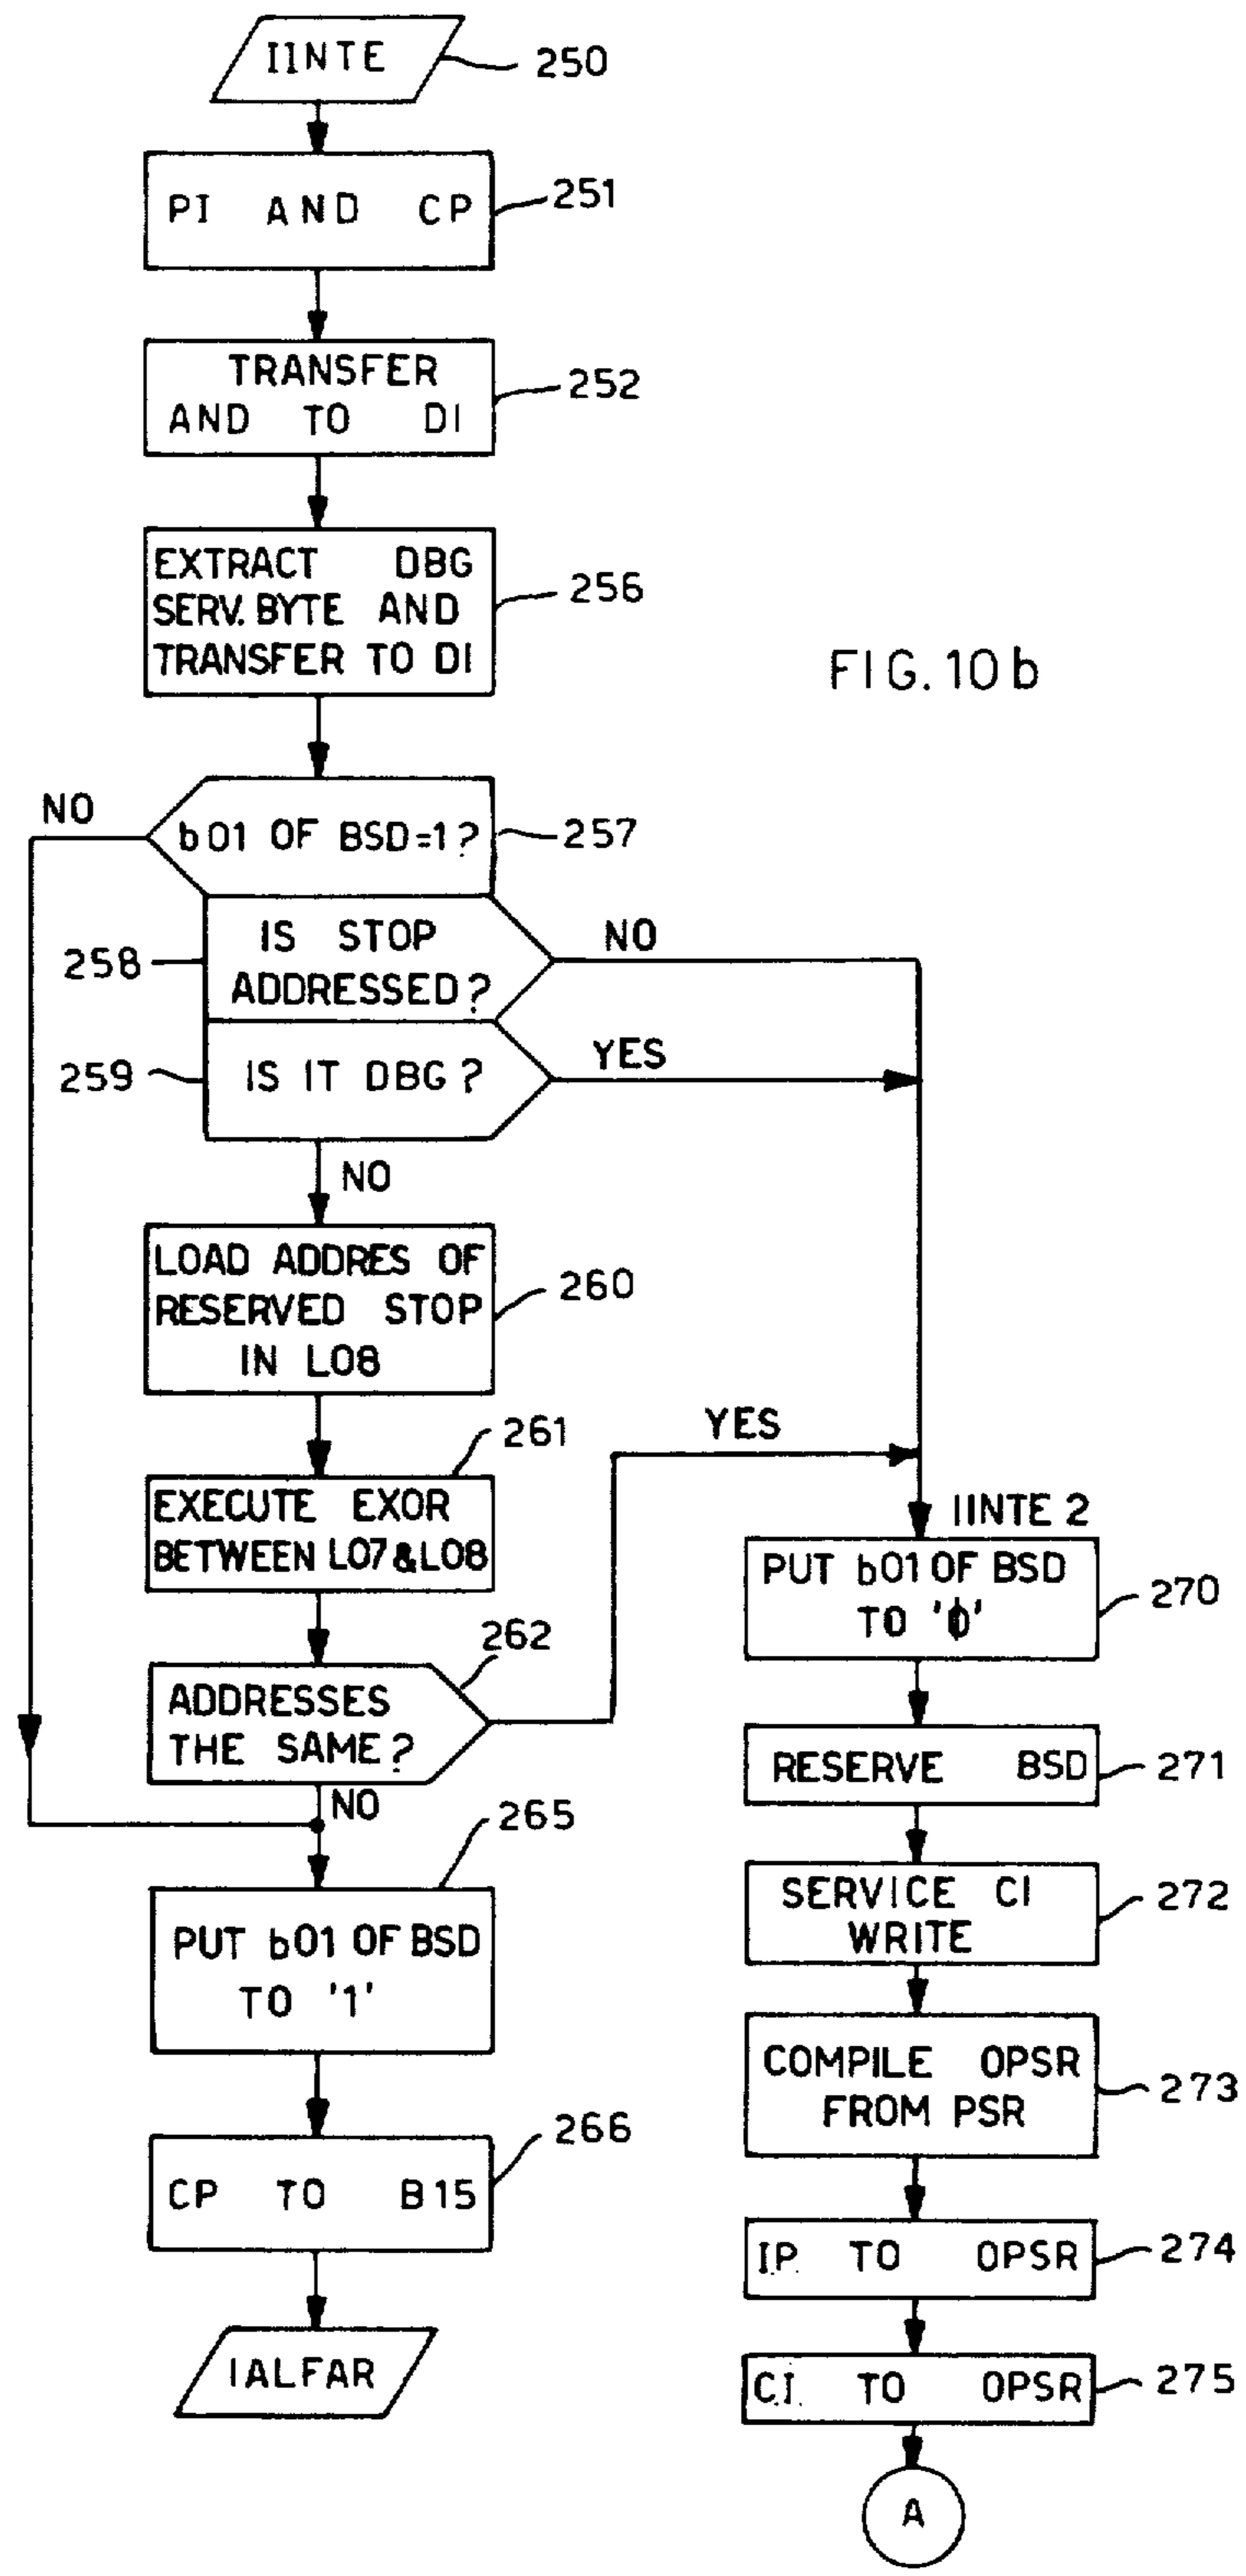 IINTE
250
PI AND CP
251
TRANSFER
AND TO DI
252
EXTRACT DBG
SERV. BYTE AND
TRANSFER TO DI
256
FIG. 10 b
NO
b01 OF BSD=1?
257
IS STOP
ADDRESSED?
258
NO
IS IT DBG?
259
YES
NO
LOAD ADDRES OF
RESERVED STOP
IN L08
260
EXECUTE EXOR
BETWEEN L07 & L08
261
ADDRESSES
THE SAME?
262
YES
NO
PUT b01 OF BSD
TO '1'
265
CP TO B15
266
IALFAR
IINTE 2
PUT b01 OF BSD
TO '0'
270
RESERVE BSD
271
SERVICE CI
WRITE
272
COMPILE OPSR
FROM PSR
273
IP TO OPSR
274
CI TO OPSR
275
A